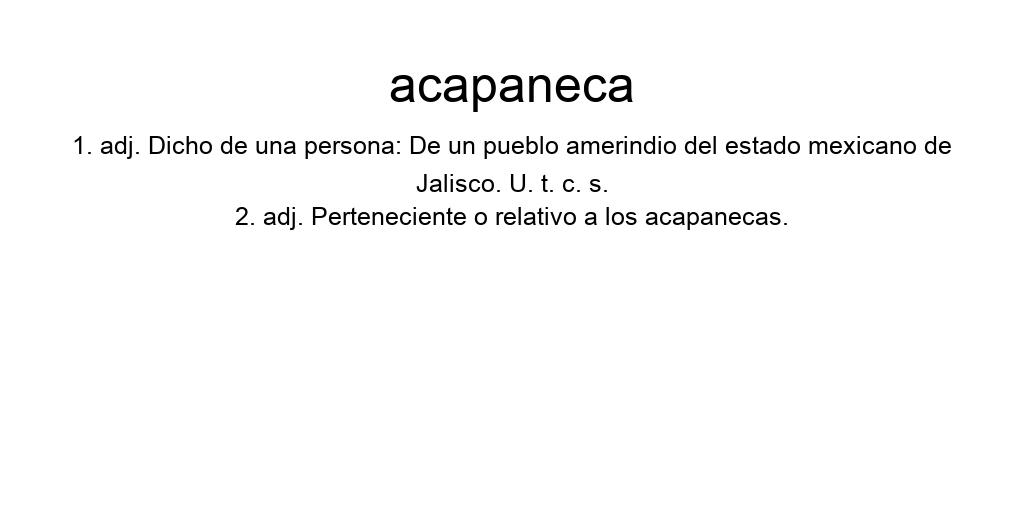 acapaneca
1. adj. Dicho de una persona: De un pueblo amerindio del estado mexicano de
Jalisco. U. t. c. s.
2. adj. Perteneciente o relativo a los acapanecas.